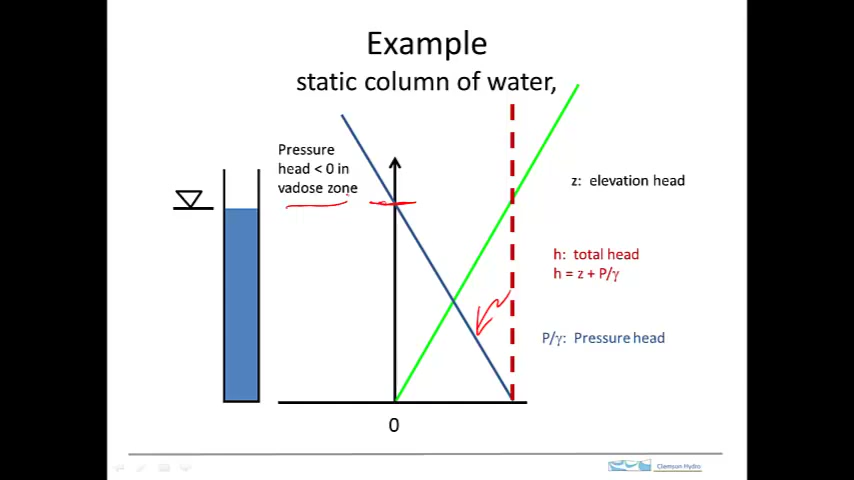 Example
static column of water,
Pressure
head < 0 in
vadose zone
z: elevation head
h: total head
h = z + P/γ
P/γ: Pressure head
0
Clemson Hydro